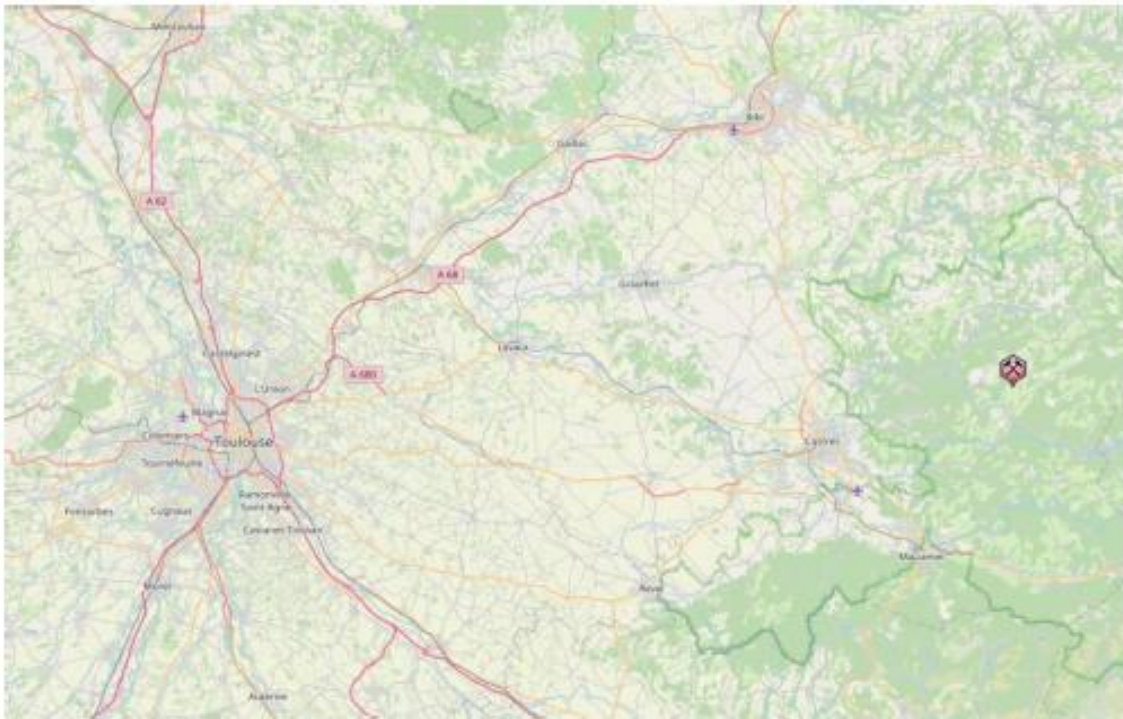 Montauban
Albi
Gaillac
A 62
A 68
Graulhet
Lavaur
Castelginest
A 680
L'Union
Blagnac
Colomiers
Toulouse
Castres
Tournefeuille
Ramonville-
Saint-Agne
Fonsorbes
Cugnaux
Castanet-Tolosan
Mazamet
Muret
Revel
Auterive